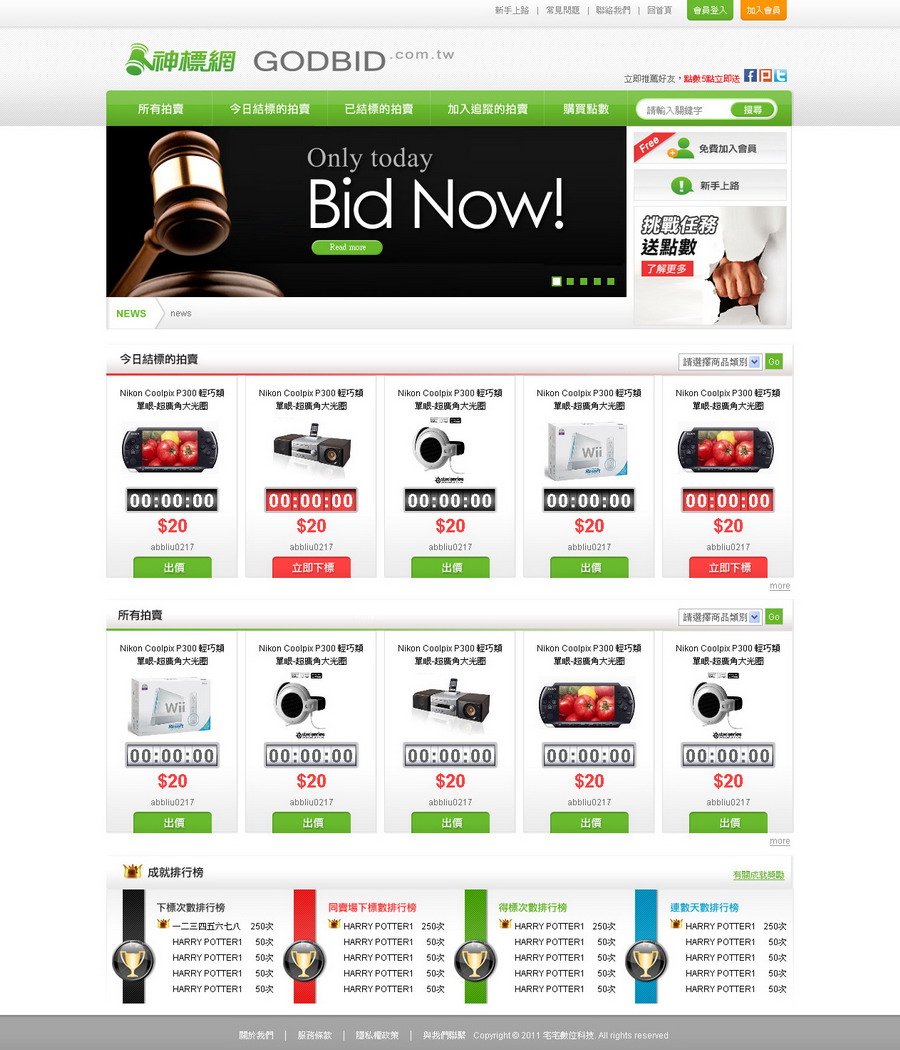 新手上路 | 常見問題 | 聯絡我們 | 回首頁 會員登入 加入會員
神標網 GODBID .com.tw
立即推薦好友，點數5點立即送
所有拍賣 今日結標的拍賣 已結標的拍賣 加入追蹤的拍賣 購買點數 請輸入關鍵字 搜尋
Only today
Bid Now!
Read more
Free 免費加入會員
新手上路
挑戰任務
送點數
了解更多
NEWS news
今日結標的拍賣 請選擇商品類別 Go
Nikon Coolpix P300 輕巧類 Nikon Coolpix P300 輕巧類 Nikon Coolpix P300 輕巧類 Nikon Coolpix P300 輕巧類 Nikon Coolpix P300 輕巧類
單眼-超廣角大光圈 單眼-超廣角大光圈 單眼-超廣角大光圈 單眼-超廣角大光圈 單眼-超廣角大光圈
Wii
00:00:00 00:00:00 00:00:00 00:00:00 00:00:00
$20 $20 $20 $20 $20
abbliu0217 abbliu0217 abbliu0217 abbliu0217 abbliu0217
出價 立即下標 出價 出價 立即下標
more
所有拍賣 請選擇商品類別 Go
Nikon Coolpix P300 輕巧類 Nikon Coolpix P300 輕巧類 Nikon Coolpix P300 輕巧類 Nikon Coolpix P300 輕巧類 Nikon Coolpix P300 輕巧類
單眼-超廣角大光圈 單眼-超廣角大光圈 單眼-超廣角大光圈 單眼-超廣角大光圈 單眼-超廣角大光圈
Wii
00:00:00 00:00:00 00:00:00 00:00:00 00:00:00
$20 $20 $20 $20 $20
abbliu0217 abbliu0217 abbliu0217 abbliu0217 abbliu0217
出價 出價 出價 出價 出價
more
成就排行榜 有關成就獎勵
下標次數排行榜 同賣場下標數排行榜 得標次數排行榜 連數天數排行榜
一二三四五六七八 250次 HARRY POTTER1 250次 HARRY POTTER1 250次 HARRY POTTER1 250次
HARRY POTTER1 50次 HARRY POTTER1 50次 HARRY POTTER1 50次 HARRY POTTER1 50次
HARRY POTTER1 50次 HARRY POTTER1 50次 HARRY POTTER1 50次 HARRY POTTER1 50次
HARRY POTTER1 50次 HARRY POTTER1 50次 HARRY POTTER1 50次 HARRY POTTER1 50次
HARRY POTTER1 50次 HARRY POTTER1 50次 HARRY POTTER1 50次 HARRY POTTER1 50次
關於我們 | 服務條款 | 隱私權政策 | 與我們聯繫 Copyright © 2011 宅宅數位科技. All rights reserved